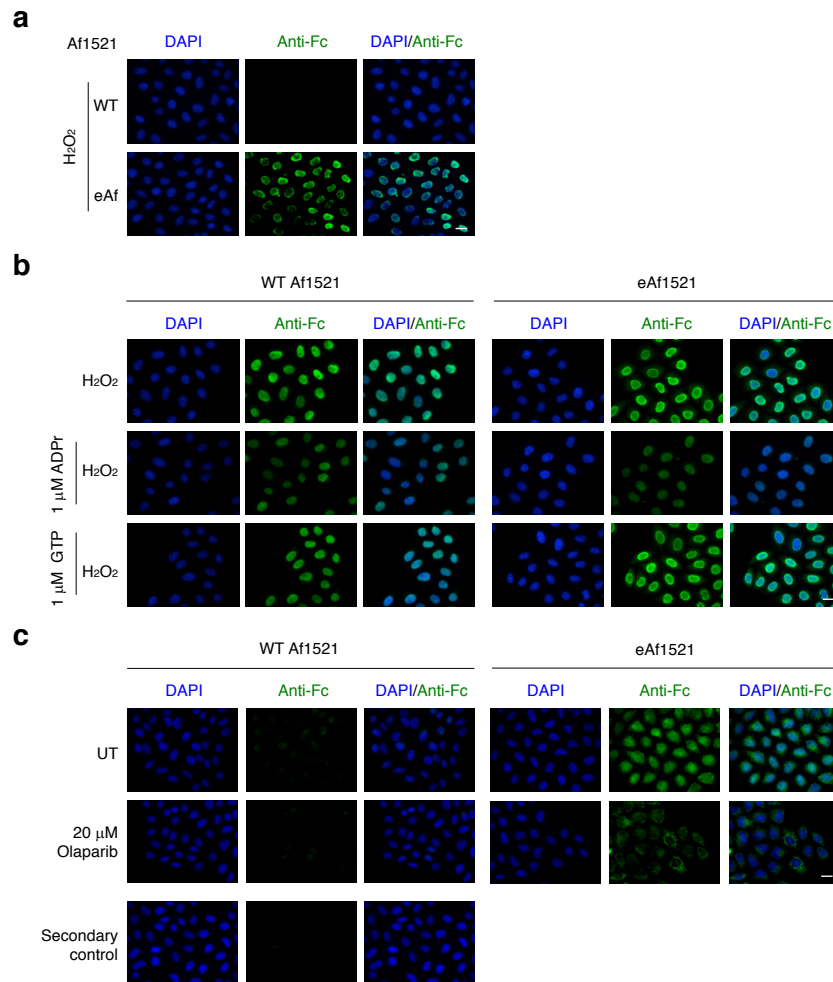 a
Af1521 DAPI Anti-Fc DAPI/Anti-Fc
H2O2
WT
eAf
b
WT Af1521 eAf1521
DAPI Anti-Fc DAPI/Anti-Fc DAPI Anti-Fc DAPI/Anti-Fc
H2O2
1 μM ADPr H2O2
1 μM GTP H2O2
c
WT Af1521 eAf1521
DAPI Anti-Fc DAPI/Anti-Fc DAPI Anti-Fc DAPI/Anti-Fc
UT
20 μM
Olaparib
Secondary
control